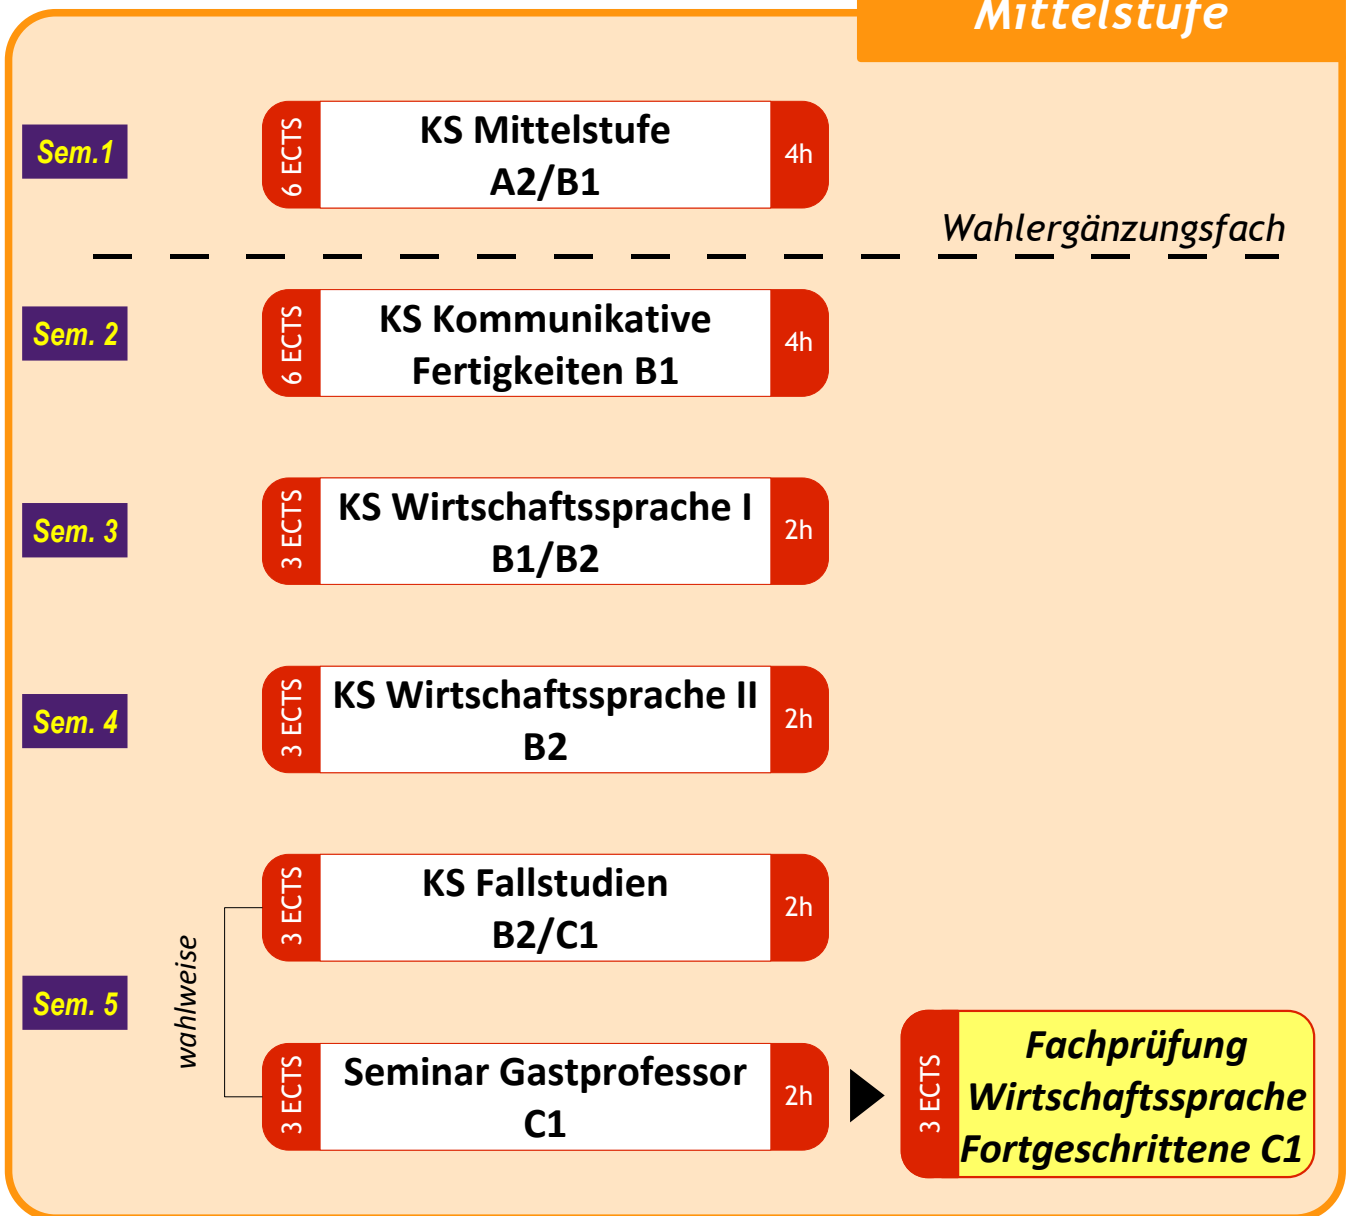 Mittelstufe
Sem.1
6 ECTS
KS Mittelstufe
A2/B1
4h
Wahlergänzungsfach
Sem. 2
6 ECTS
KS Kommunikative
Fertigkeiten B1
4h
Sem. 3
3 ECTS
KS Wirtschaftssprache I
B1/B2
2h
Sem. 4
3 ECTS
KS Wirtschaftssprache II
B2
2h
Sem. 5
wahlweise
3 ECTS
KS Fallstudien
B2/C1
2h
3 ECTS
Seminar Gastprofessor
C1
2h
3 ECTS
Fachprüfung
Wirtschaftssprache
Fortgeschrittene C1